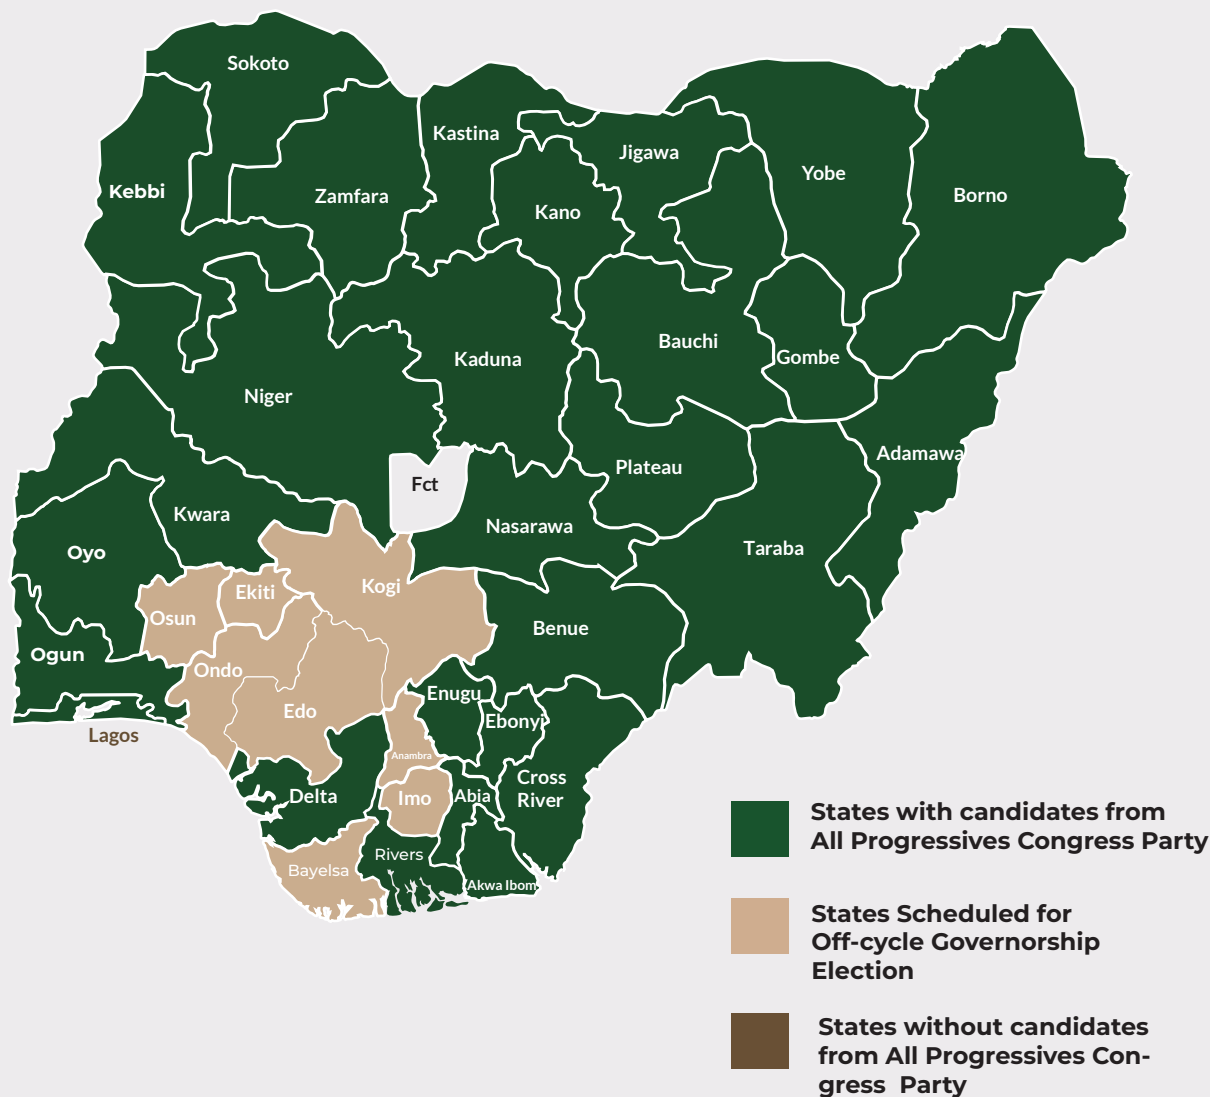 Sokoto
Kastina
Jigawa
Yobe
Borno
Kebbi
Zamfara
Kano
Bauchi
Gombe
Kaduna
Niger
Adamawa
Plateau
Fct
Kwara
Nasarawa
Taraba
Oyo
Kogi
Ekiti
Osun
Benue
Ogun
Ondo
Enugu
Edo
Ebonyi
Lagos
Anambra
Cross
River
Delta
Imo
Abia
Rivers
Bayelsa
Akwa Ibom
States with candidates from
All Progressives Congress Party
States Scheduled for
Off-cycle Governorship
Election
States without candidates
from All Progressives Con-
gress Party